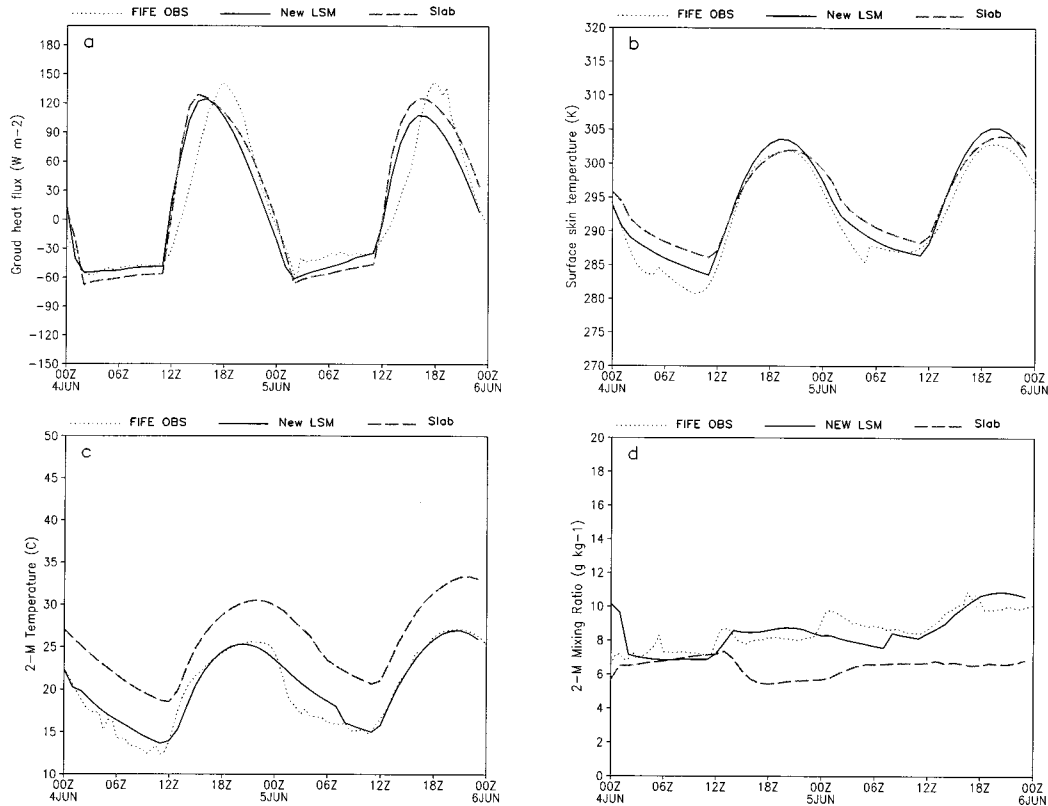 FIFE OBS New LSM Slab
a
180
150
120
90
60
30
0
-30
-60
-90
-120
-150
Groud heat flux (W m-2)
00Z 06Z 12Z 18Z 00Z 06Z 12Z 18Z 00Z
4JUN 5JUN 6JUN
FIFE OBS New LSM Slab
b
320
315
310
305
300
295
290
285
280
275
270
Surface skin temperature (K)
00Z 06Z 12Z 18Z 00Z 06Z 12Z 18Z 00Z
4JUN 5JUN 6JUN
FIFE OBS New LSM Slab
c
50
45
40
35
30
25
20
15
10
2-M Temperature (C)
00Z 06Z 12Z 18Z 00Z 06Z 12Z 18Z 00Z
4JUN 5JUN 6JUN
FIFE OBS NEW LSM Slab
d
20
18
16
14
12
10
8
6
4
2
0
2-M Mixing Ratio (g kg-1)
00Z 06Z 12Z 18Z 00Z 06Z 12Z 18Z 00Z
4JUN 5JUN 6JUN